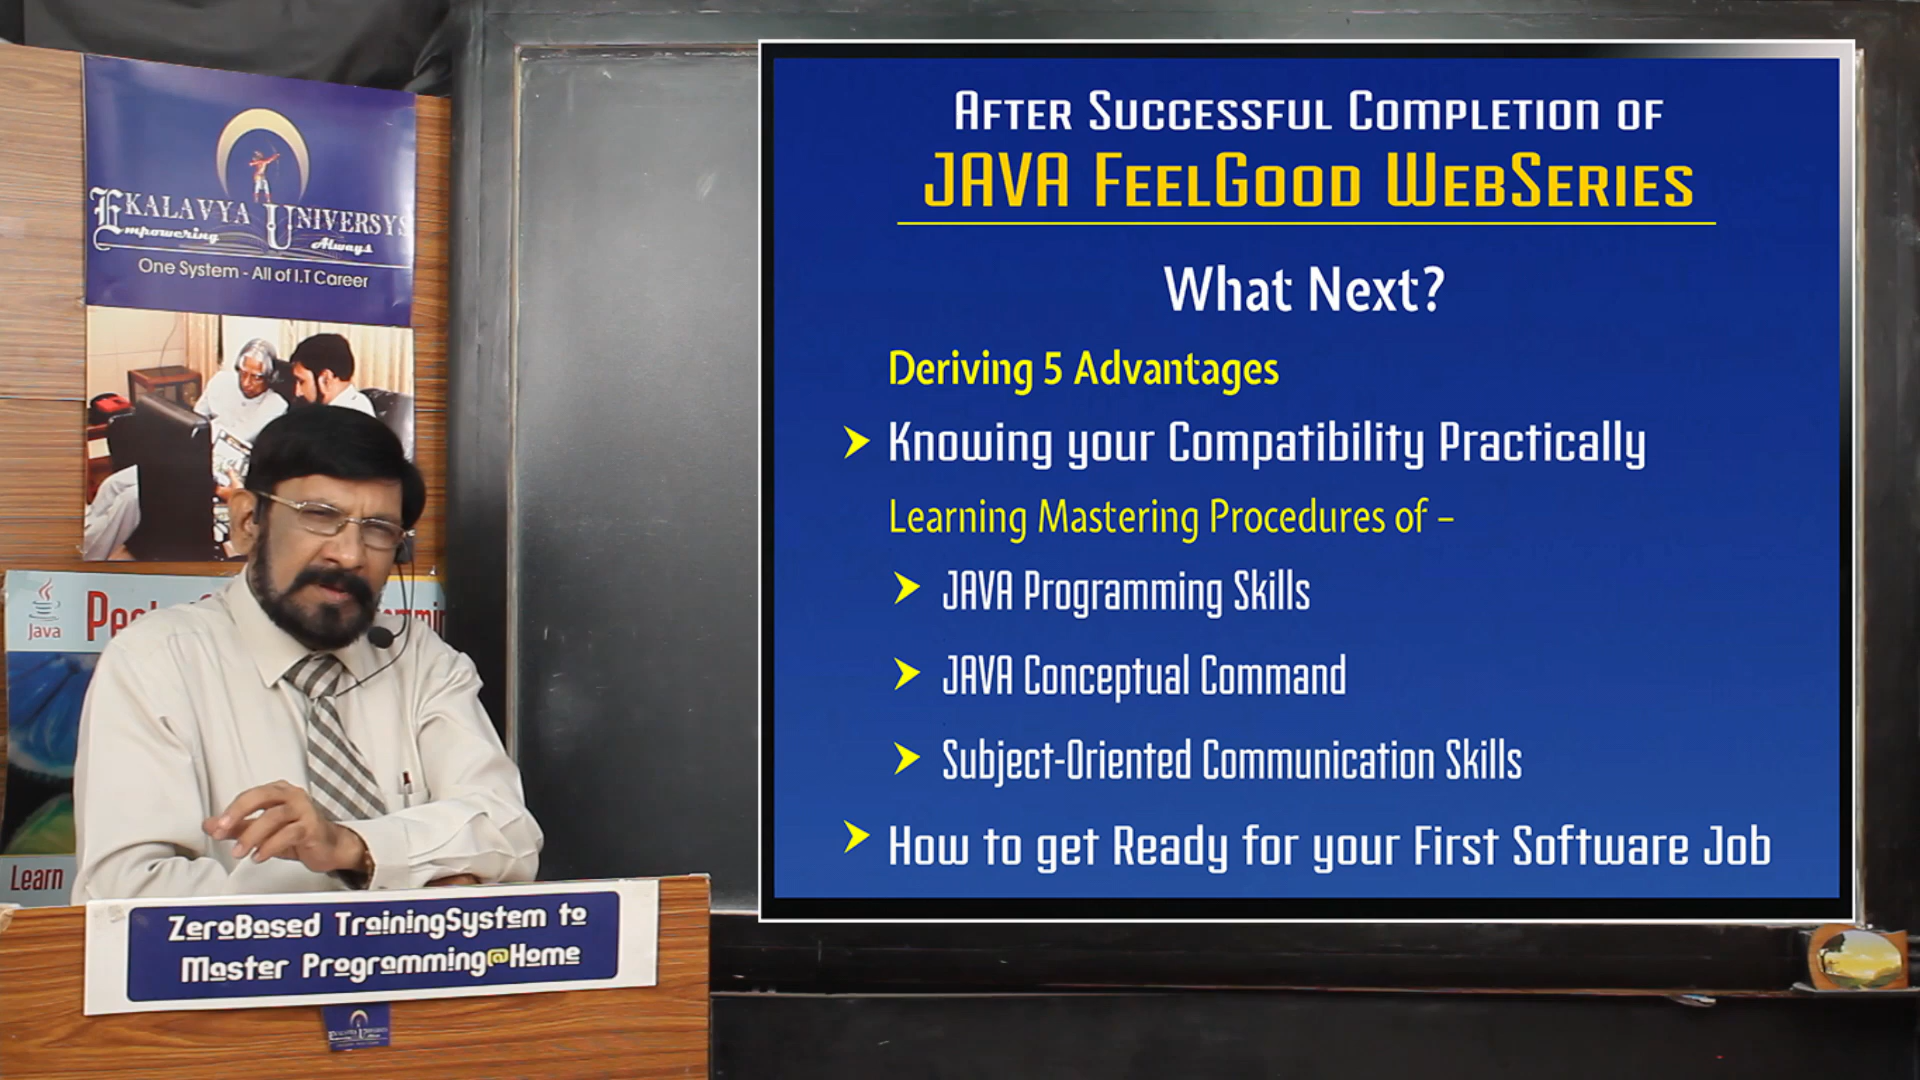 EKALAVYA UNIVERSYS
Empowering Always
One System - All of I.T Career
Java
Learn
ZeroBased TrainingSystem to
Master Programming@Home
After Successful Completion of
JAVA FeelGood WebSeries
What Next?
Deriving 5 Advantages
➤ Knowing your Compatibility Practically
Learning Mastering Procedures of –
➤ JAVA Programming Skills
➤ JAVA Conceptual Command
➤ Subject-Oriented Communication Skills
➤ How to get Ready for your First Software Job